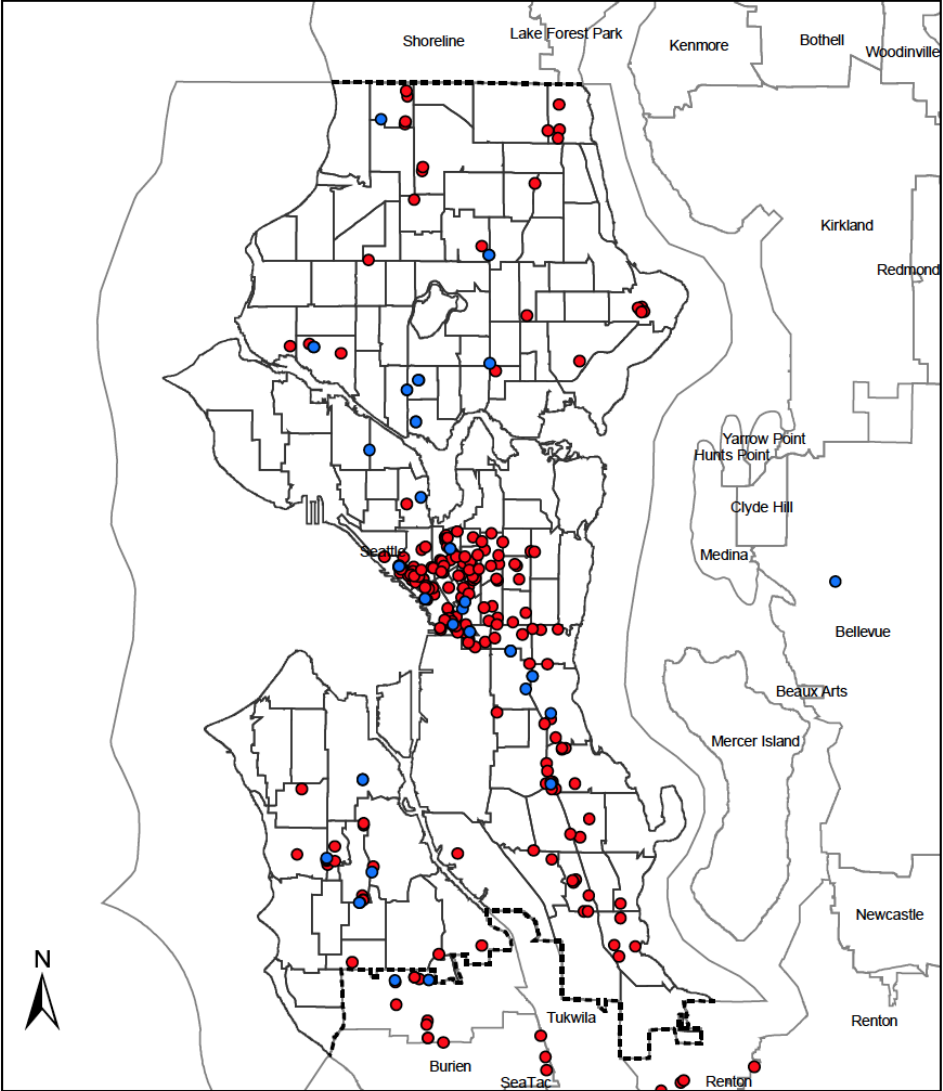 Shoreline
Lake Forest Park
Kenmore
Bothell
Woodinville
Kirkland
Redmond
Yarrow Point
Hunts Point
Clyde Hill
Seattle
Medina
Bellevue
Beaux Arts
Mercer Island
Newcastle
N
Tukwila
Renton
Burien
SeaTac
Renton